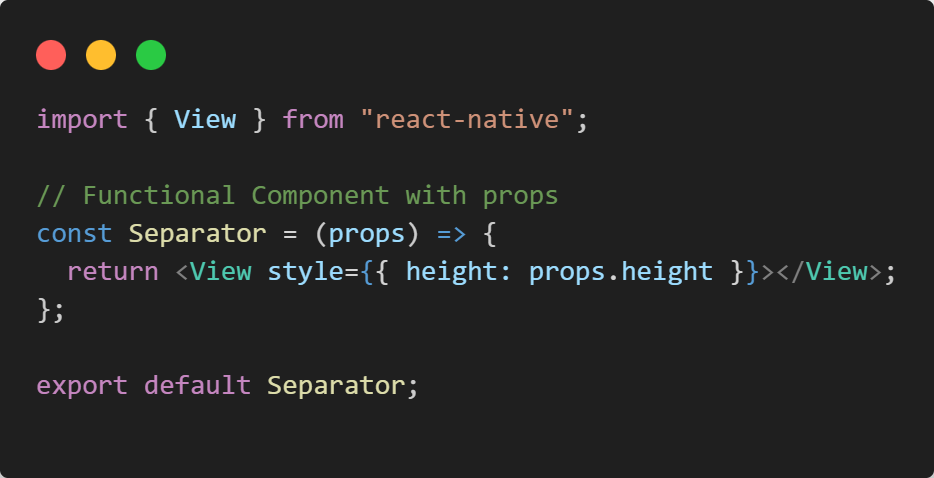 import { View } from "react-native";
// Functional Component with props
const Separator = (props) => {
  return <View style={{ height: props.height }}></View>;
};
export default Separator;